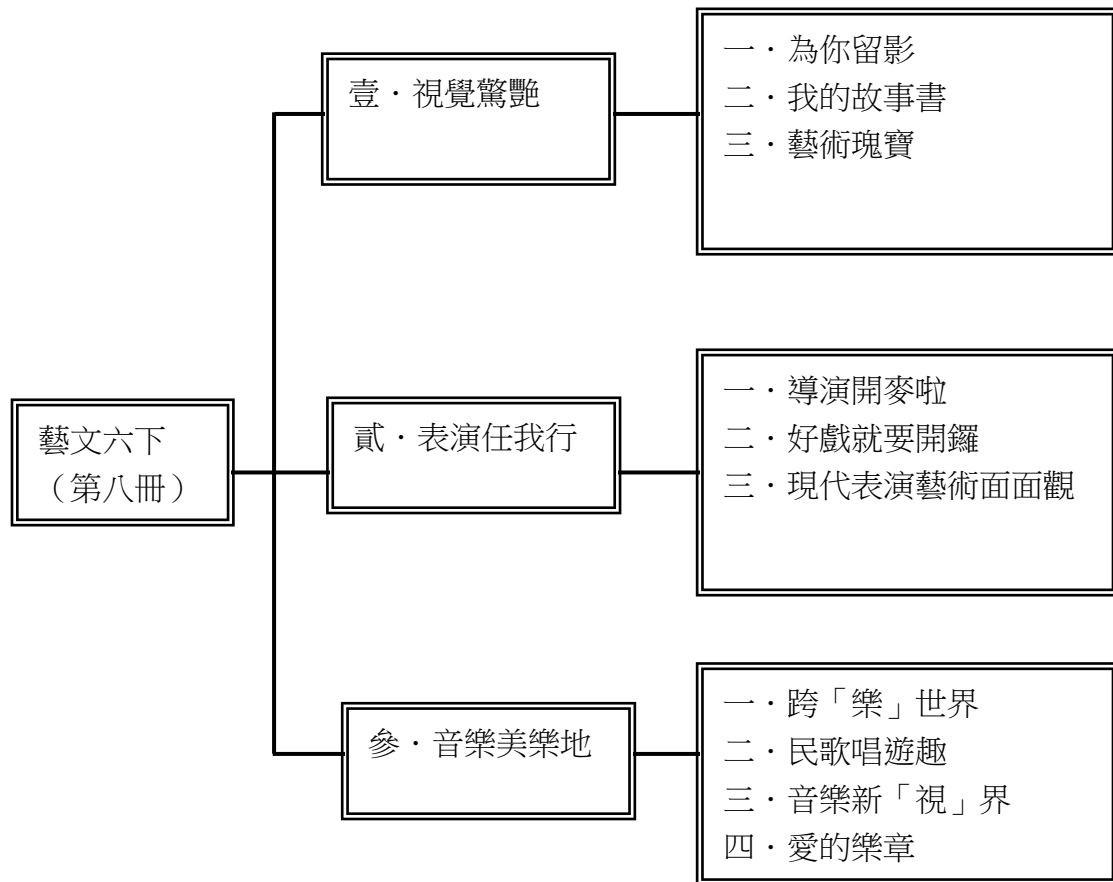 藝文六下
（第八冊）
壹．視覺驚艷
一．為你留影
二．我的故事書
三．藝術瑰寶
貳．表演任我行
一．導演開麥啦
二．好戲就要開鑼
三．現代表演藝術面面觀
參．音樂美樂地
一．跨「樂」世界
二．民歌唱遊趣
三．音樂新「視」界
四．愛的樂章